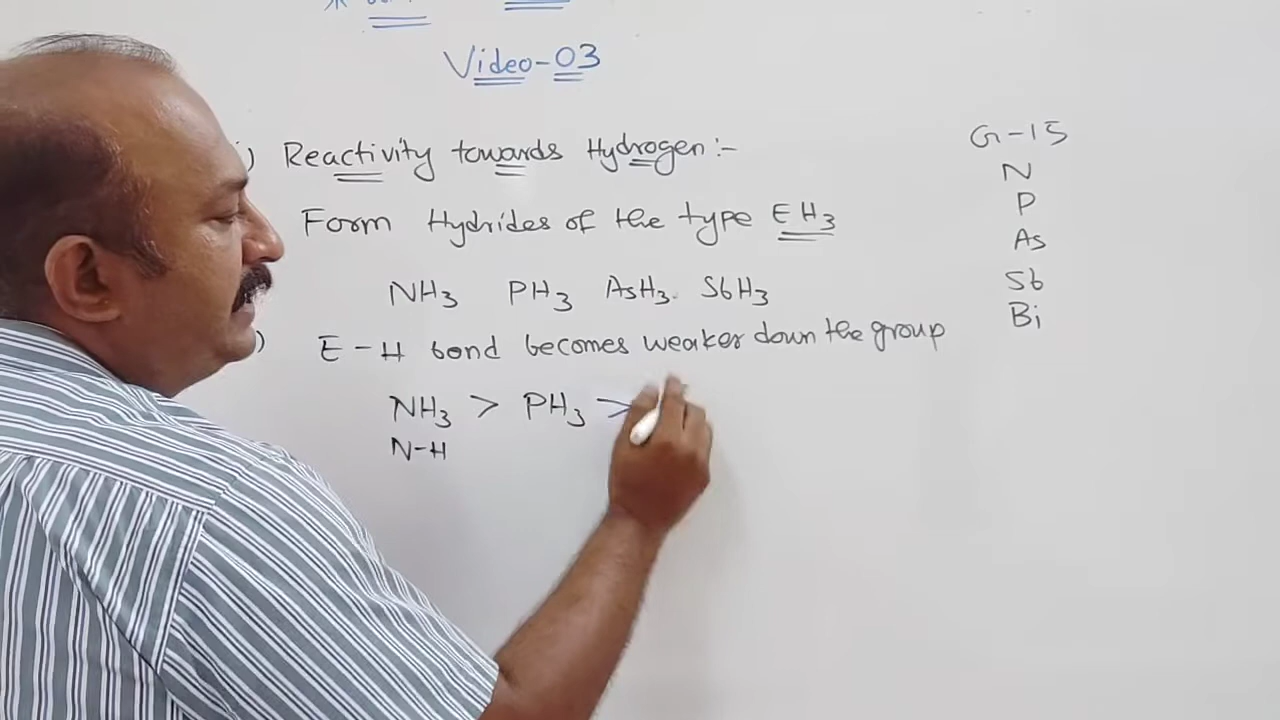 Video-03
i) Reactivity towards Hydrogen:-
Form Hydrides of the type EH3
NH3 PH3 AsH3. SbH3
) E-H bond becomes weaker down the group
NH3 > PH3 >
N-H
G-15
N
P
As
Sb
Bi